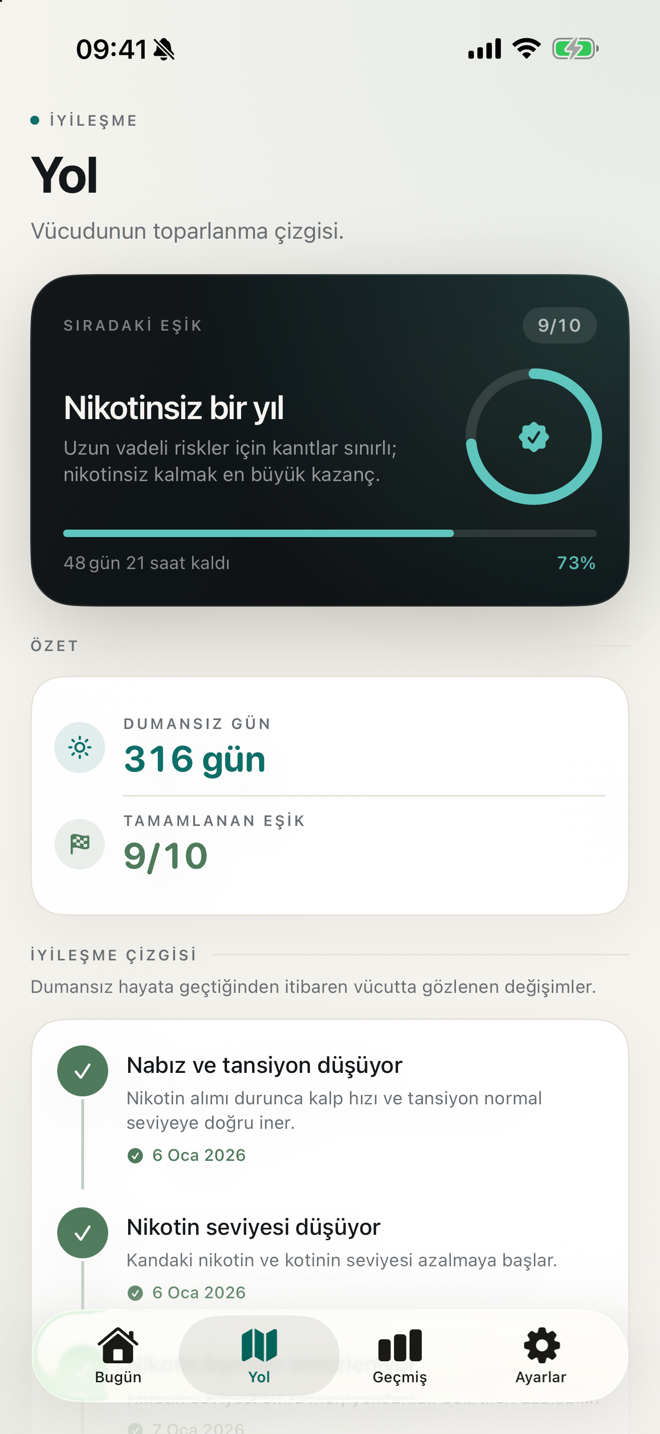 09:41
İYİLEŞME
Yol
Vücudunun toparlanma çizgisi.
SIRADAKİ EŞİK
9/10
Nikotinsiz bir yıl
Uzun vadeli riskler için kanıtlar sınırlı;
nikotinsiz kalmak en büyük kazanç.
48 gün 21 saat kaldı
73%
ÖZET
DUMANSIZ GÜN
316 gün
TAMAMLANAN EŞİK
9/10
İYİLEŞME ÇİZGİSİ
Dumansız hayata geçtiğinden itibaren vücutta gözlenen değişimler.
Nabız ve tansiyon düşüyor
Nikotin alımı durunca kalp hızı ve tansiyon normal
seviyeye doğru iner.
6 Oca 2026
Nikotin seviyesi düşüyor
Kandaki nikotin ve kotinin seviyesi azalmaya başlar.
6 Oca 2026
Bugün
Yol
Geçmiş
Ayarlar
7 Oca 2026